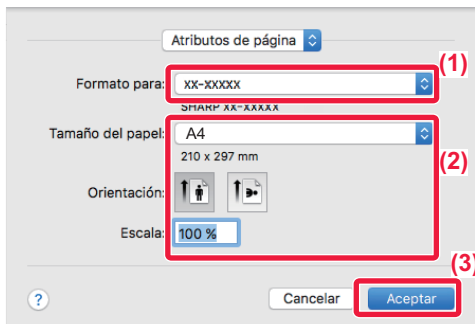 Atributos de página
(1)
Formato para: xx-xxxxx
SHARP xx-xxxxx
Tamaño del papel: A4
210 x 297 mm
(2)
Orientación:
Escala: 100 %
(3)
? Cancelar Aceptar